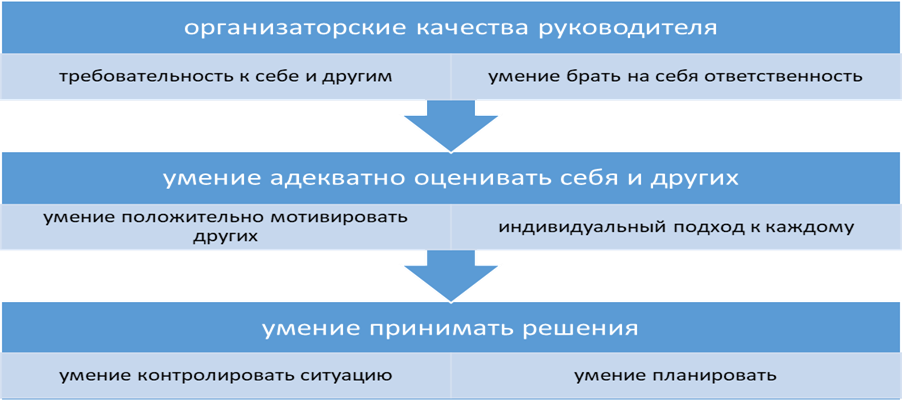 организаторские качества руководителя
требовательность к себе и другим
умение брать на себя ответственность
умение адекватно оценивать себя и других
умение положительно мотивировать
других
индивидуальный подход к каждому
умение принимать решения
умение контролировать ситуацию
умение планировать